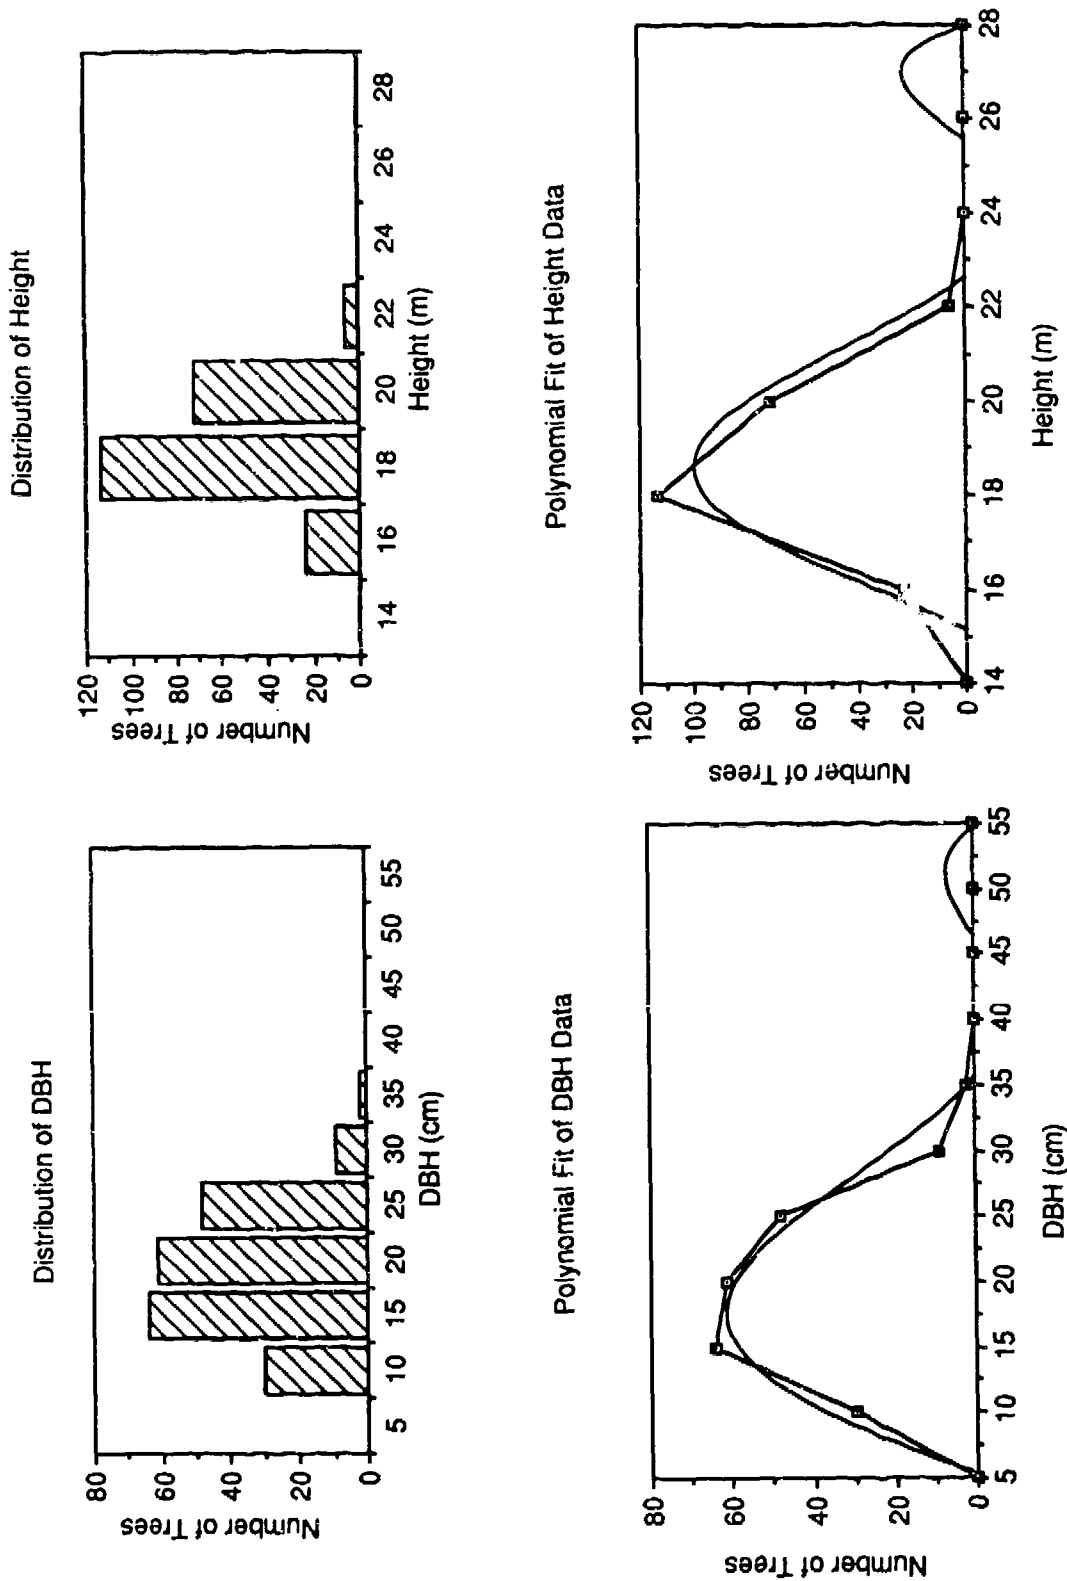 Distribution of DBH
Number of Trees
80
60
40
20
0
5 10 15 20 25 30 35 40 45 50 55
DBH (cm)
Distribution of Height
Number of Trees
120
100
80
60
40
20
0
14 16 18 20 22 24 26 28
Height (m)
Polynomial Fit of DBH Data
Number of Trees
80
60
40
20
0
5 10 15 20 25 30 35 40 45 50 55
DBH (cm)
Polynomial Fit of Height Data
Number of Trees
120
100
80
60
40
20
0
14 16 18 20 22 24 26 28
Height (m)